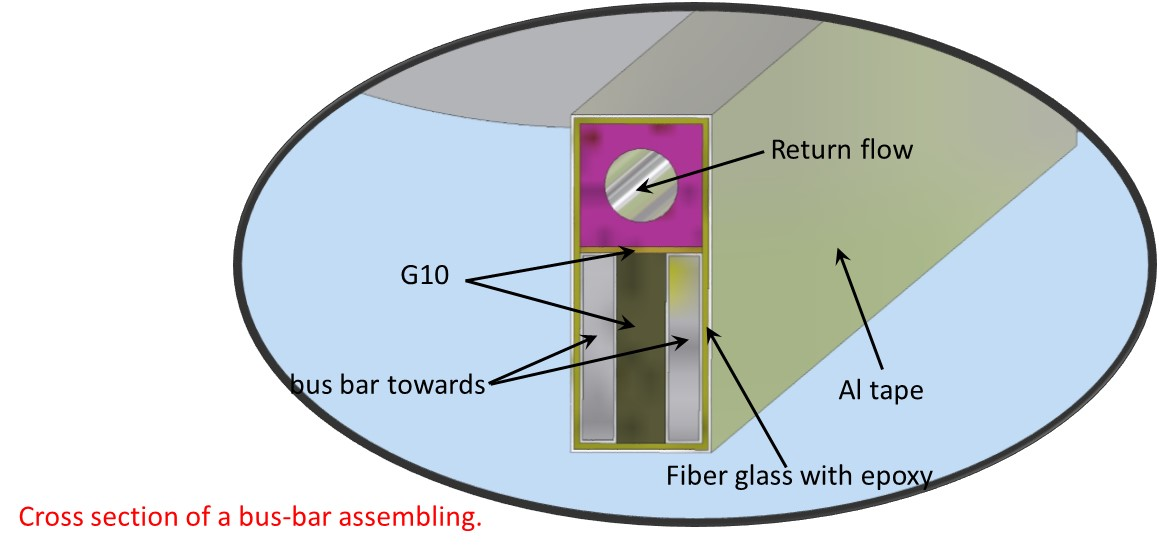 Return flow
G10
bus bar towards
Al tape
Fiber glass with epoxy
Cross section of a bus-bar assembling.